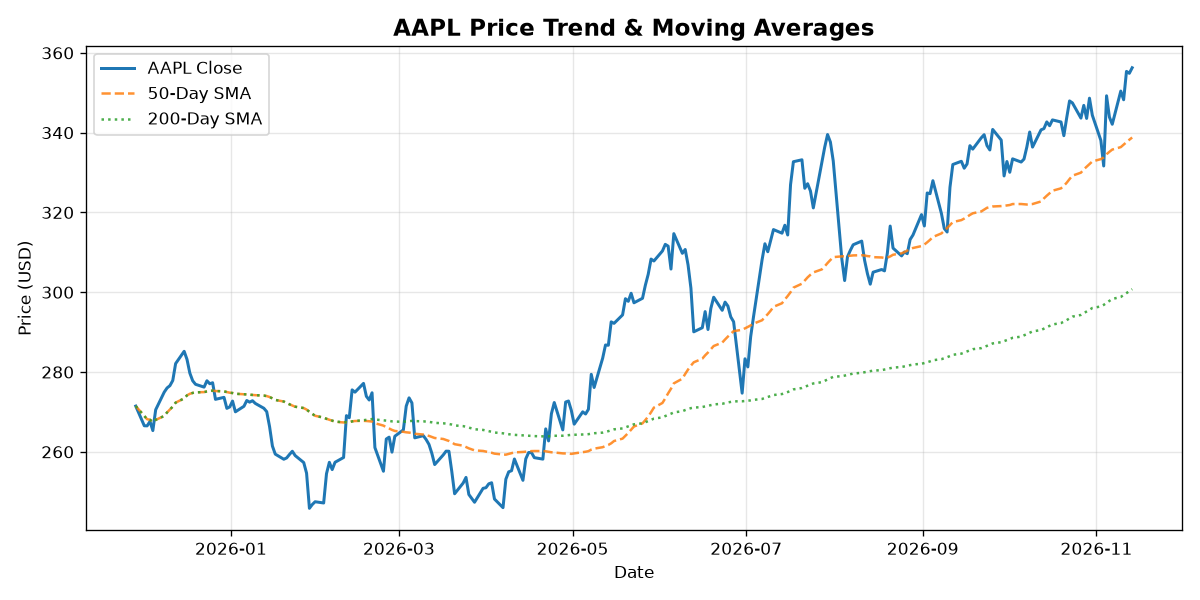 AAPL Price Trend & Moving Averages
AAPL Close
50-Day SMA
200-Day SMA
Price (USD)
360
340
320
300
280
260
2026-01
2026-03
2026-05
2026-07
2026-09
2026-11
Date